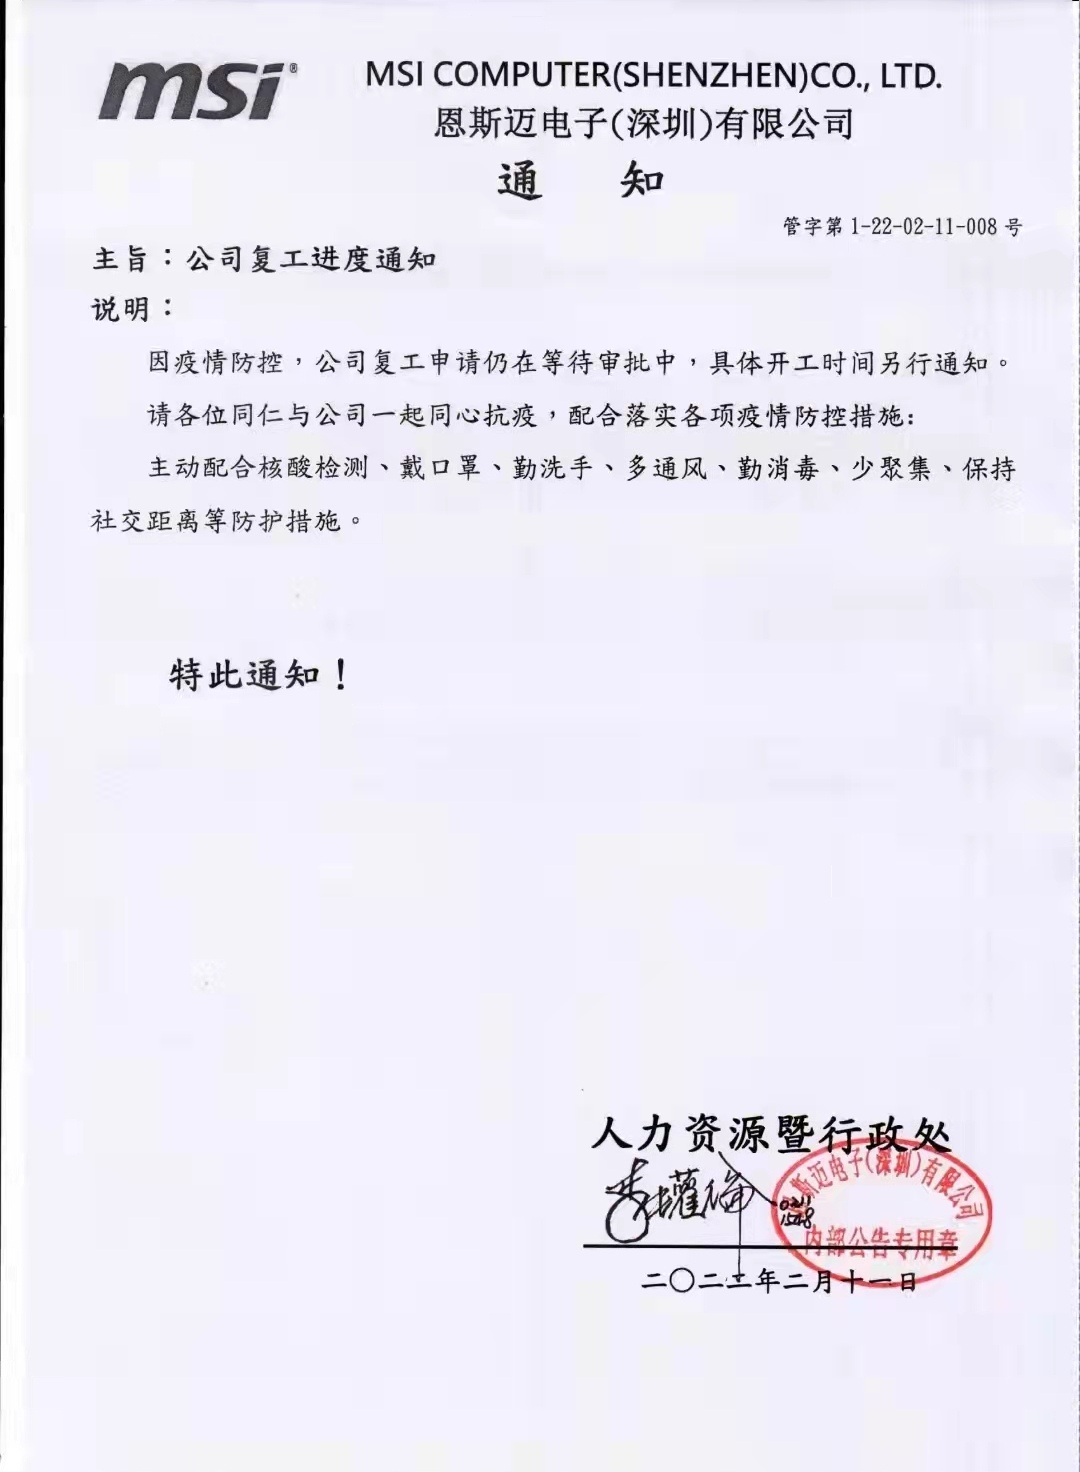 msi®
MSI COMPUTER(SHENZHEN)CO., LTD.
恩斯迈电子(深圳)有限公司
通 知
管字第 1-22-02-11-008 号
主旨：公司复工进度通知
说明：
因疫情防控，公司复工申请仍在等待审批中，具体开工时间另行通知。
请各位同仁与公司一起同心抗疫，配合落实各项疫情防控措施:
主动配合核酸检测、戴口罩、勤洗手、多通风、勤消毒、少聚集、保持
社交距离等防护措施。
特此通知！
人力资源暨行政处
恩斯迈电子(深圳)有限公司
内部公告专用章
二〇二二年二月十一日